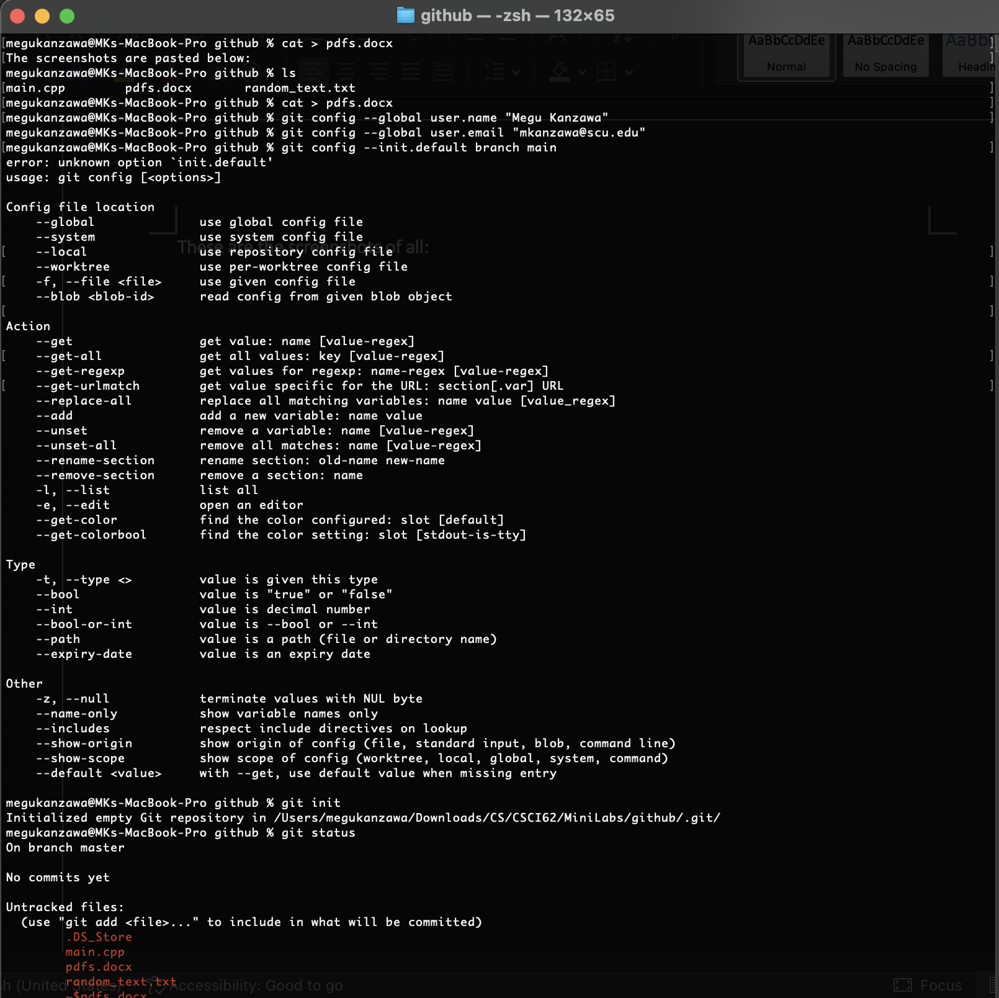 github — -zsh — 132×65
megukanzawa@MKs-MacBook-Pro github % cat > pdfs.docx
The screenshots are pasted below:
megukanzawa@MKs-MacBook-Pro github % ls
main.cpp        pdfs.docx       random_text.txt
megukanzawa@MKs-MacBook-Pro github % cat > pdfs.docx
megukanzawa@MKs-MacBook-Pro github % git config --global user.name "Megu Kanzawa"
megukanzawa@MKs-MacBook-Pro github % git config --global user.email "mkanzawa@scu.edu"
megukanzawa@MKs-MacBook-Pro github % git config --init.default branch main
error: unknown option `init.default'
usage: git config [<options>]
Config file location
    --global              use global config file
    --system              use system config file
    --local               use repository config file
    --worktree            use per-worktree config file
    -f, --file <file>     use given config file
    --blob <blob-id>      read config from given blob object
Action
    --get                 get value: name [value-regex]
    --get-all             get all values: key [value-regex]
    --get-regexp          get values for regexp: name-regex [value-regex]
    --get-urlmatch        get value specific for the URL: section[.var] URL
    --replace-all         replace all matching variables: name value [value_regex]
    --add                 add a new variable: name value
    --unset               remove a variable: name [value-regex]
    --unset-all           remove all matches: name [value-regex]
    --rename-section      rename section: old-name new-name
    --remove-section      remove a section: name
    -l, --list            list all
    -e, --edit            open an editor
    --get-color           find the color configured: slot [default]
    --get-colorbool       find the color setting: slot [stdout-is-tty]
Type
    -t, --type <>         value is given this type
    --bool                value is "true" or "false"
    --int                 value is decimal number
    --bool-or-int         value is --bool or --int
    --path                value is a path (file or directory name)
    --expiry-date         value is an expiry date
Other
    -z, --null            terminate values with NUL byte
    --name-only           show variable names only
    --includes            respect include directives on lookup
    --show-origin         show origin of config (file, standard input, blob, command line)
    --show-scope          show scope of config (worktree, local, global, system, command)
    --default <value>     with --get, use default value when missing entry
megukanzawa@MKs-MacBook-Pro github % git init
Initialized empty Git repository in /Users/megukanzawa/Downloads/CS/CSCI62/MiniLabs/github/.git/
megukanzawa@MKs-MacBook-Pro github % git status
On branch master
No commits yet
Untracked files:
  (use "git add <file>..." to include in what will be committed)
        .DS_Store
        main.cpp
        pdfs.docx
        random_text.txt
        ~$pdfs.docx
AaBbCcDdEe
Normal
AaBbCcDdEe
No Spacing
These are the screenshots of all:
(United States)
Accessibility: Good to go
Focus